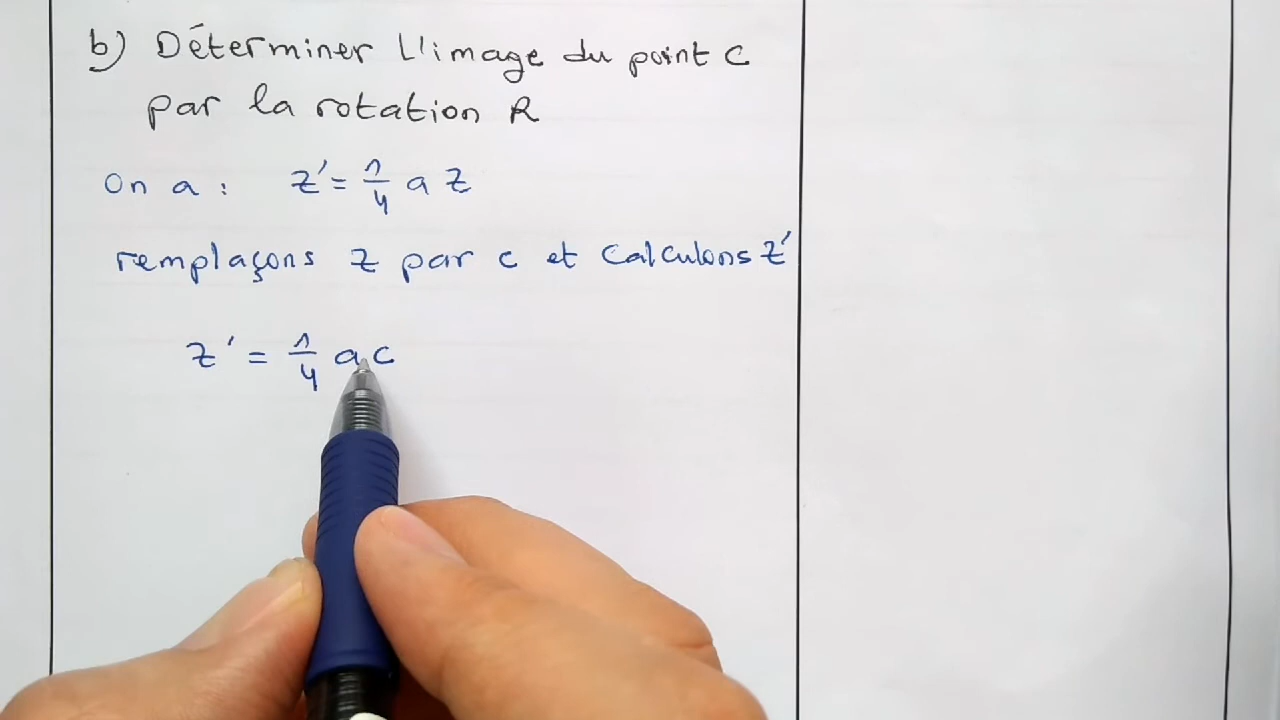 b) Déterminer L'image du point C
par la rotation R
On a : z' = 1/4 a z
remplaçons z par c et calculons z'
z' = 1/4 a c